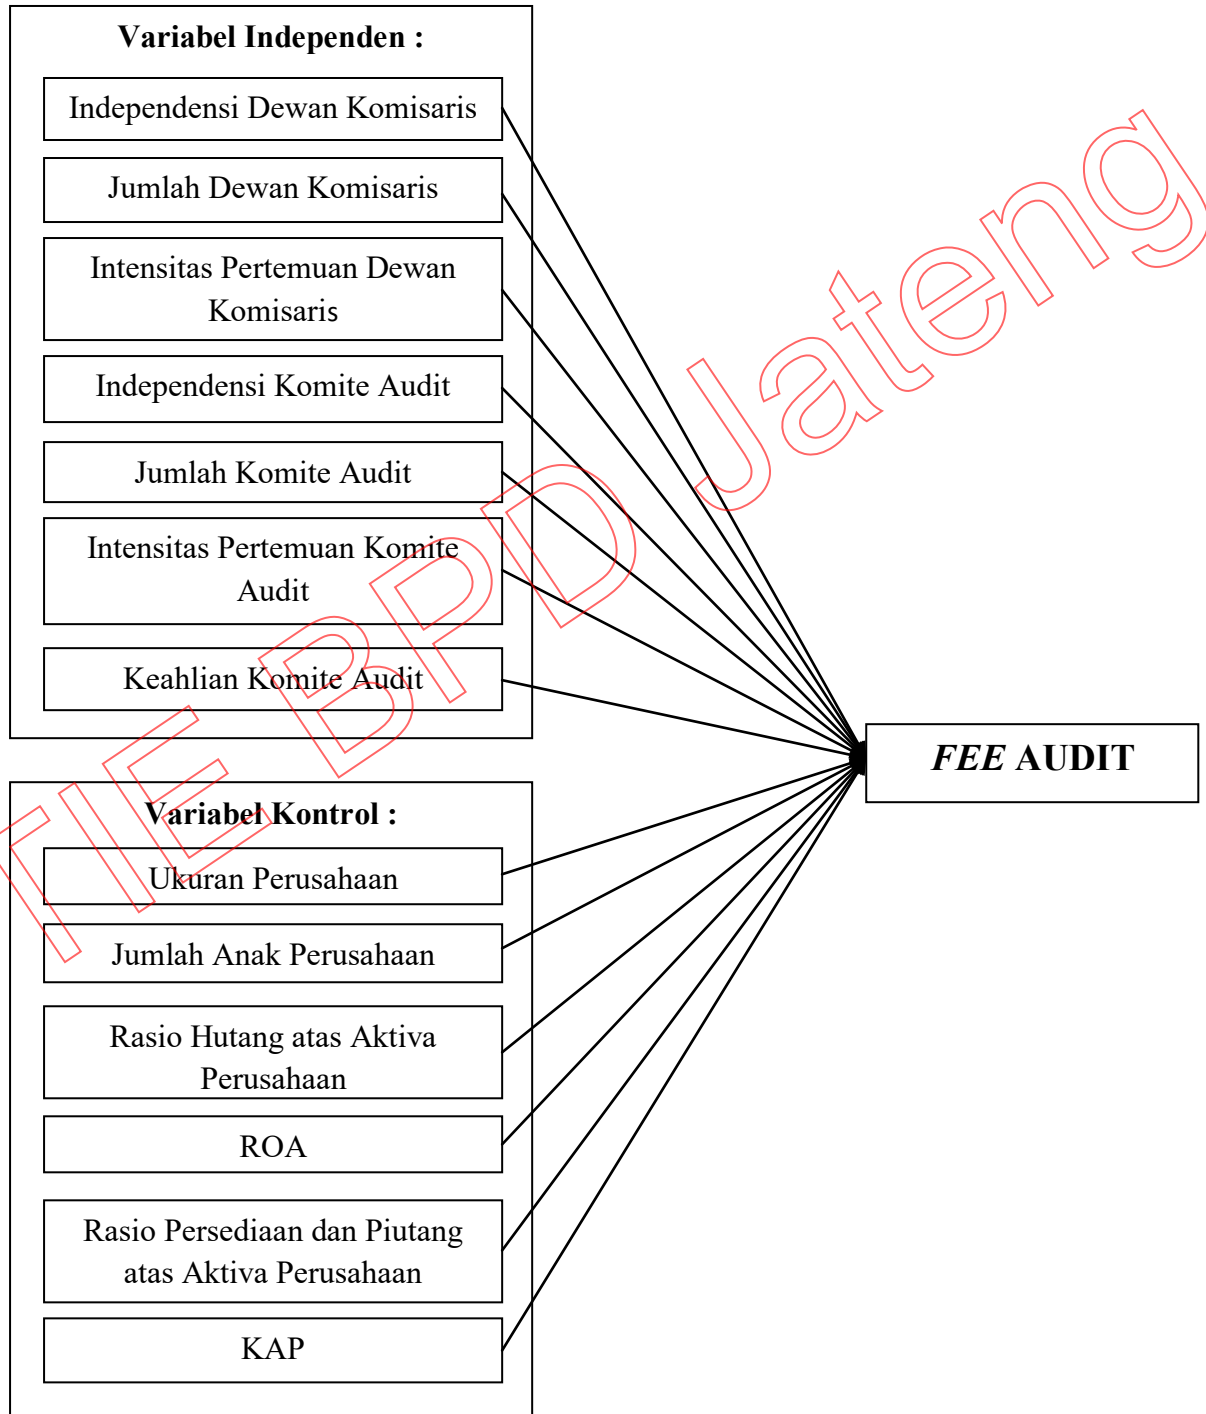 Variabel Independen :
Independensi Dewan Komisaris
Jumlah Dewan Komisaris
Intensitas Pertemuan Dewan
Komisaris
Independensi Komite Audit
Jumlah Komite Audit
Intensitas Pertemuan Komite
Audit
Keahlian Komite Audit
FEE AUDIT
Variabel Kontrol :
Ukuran Perusahaan
Jumlah Anak Perusahaan
Rasio Hutang atas Aktiva
Perusahaan
ROA
Rasio Persediaan dan Piutang
atas Aktiva Perusahaan
KAP
TIE BPD Jateng